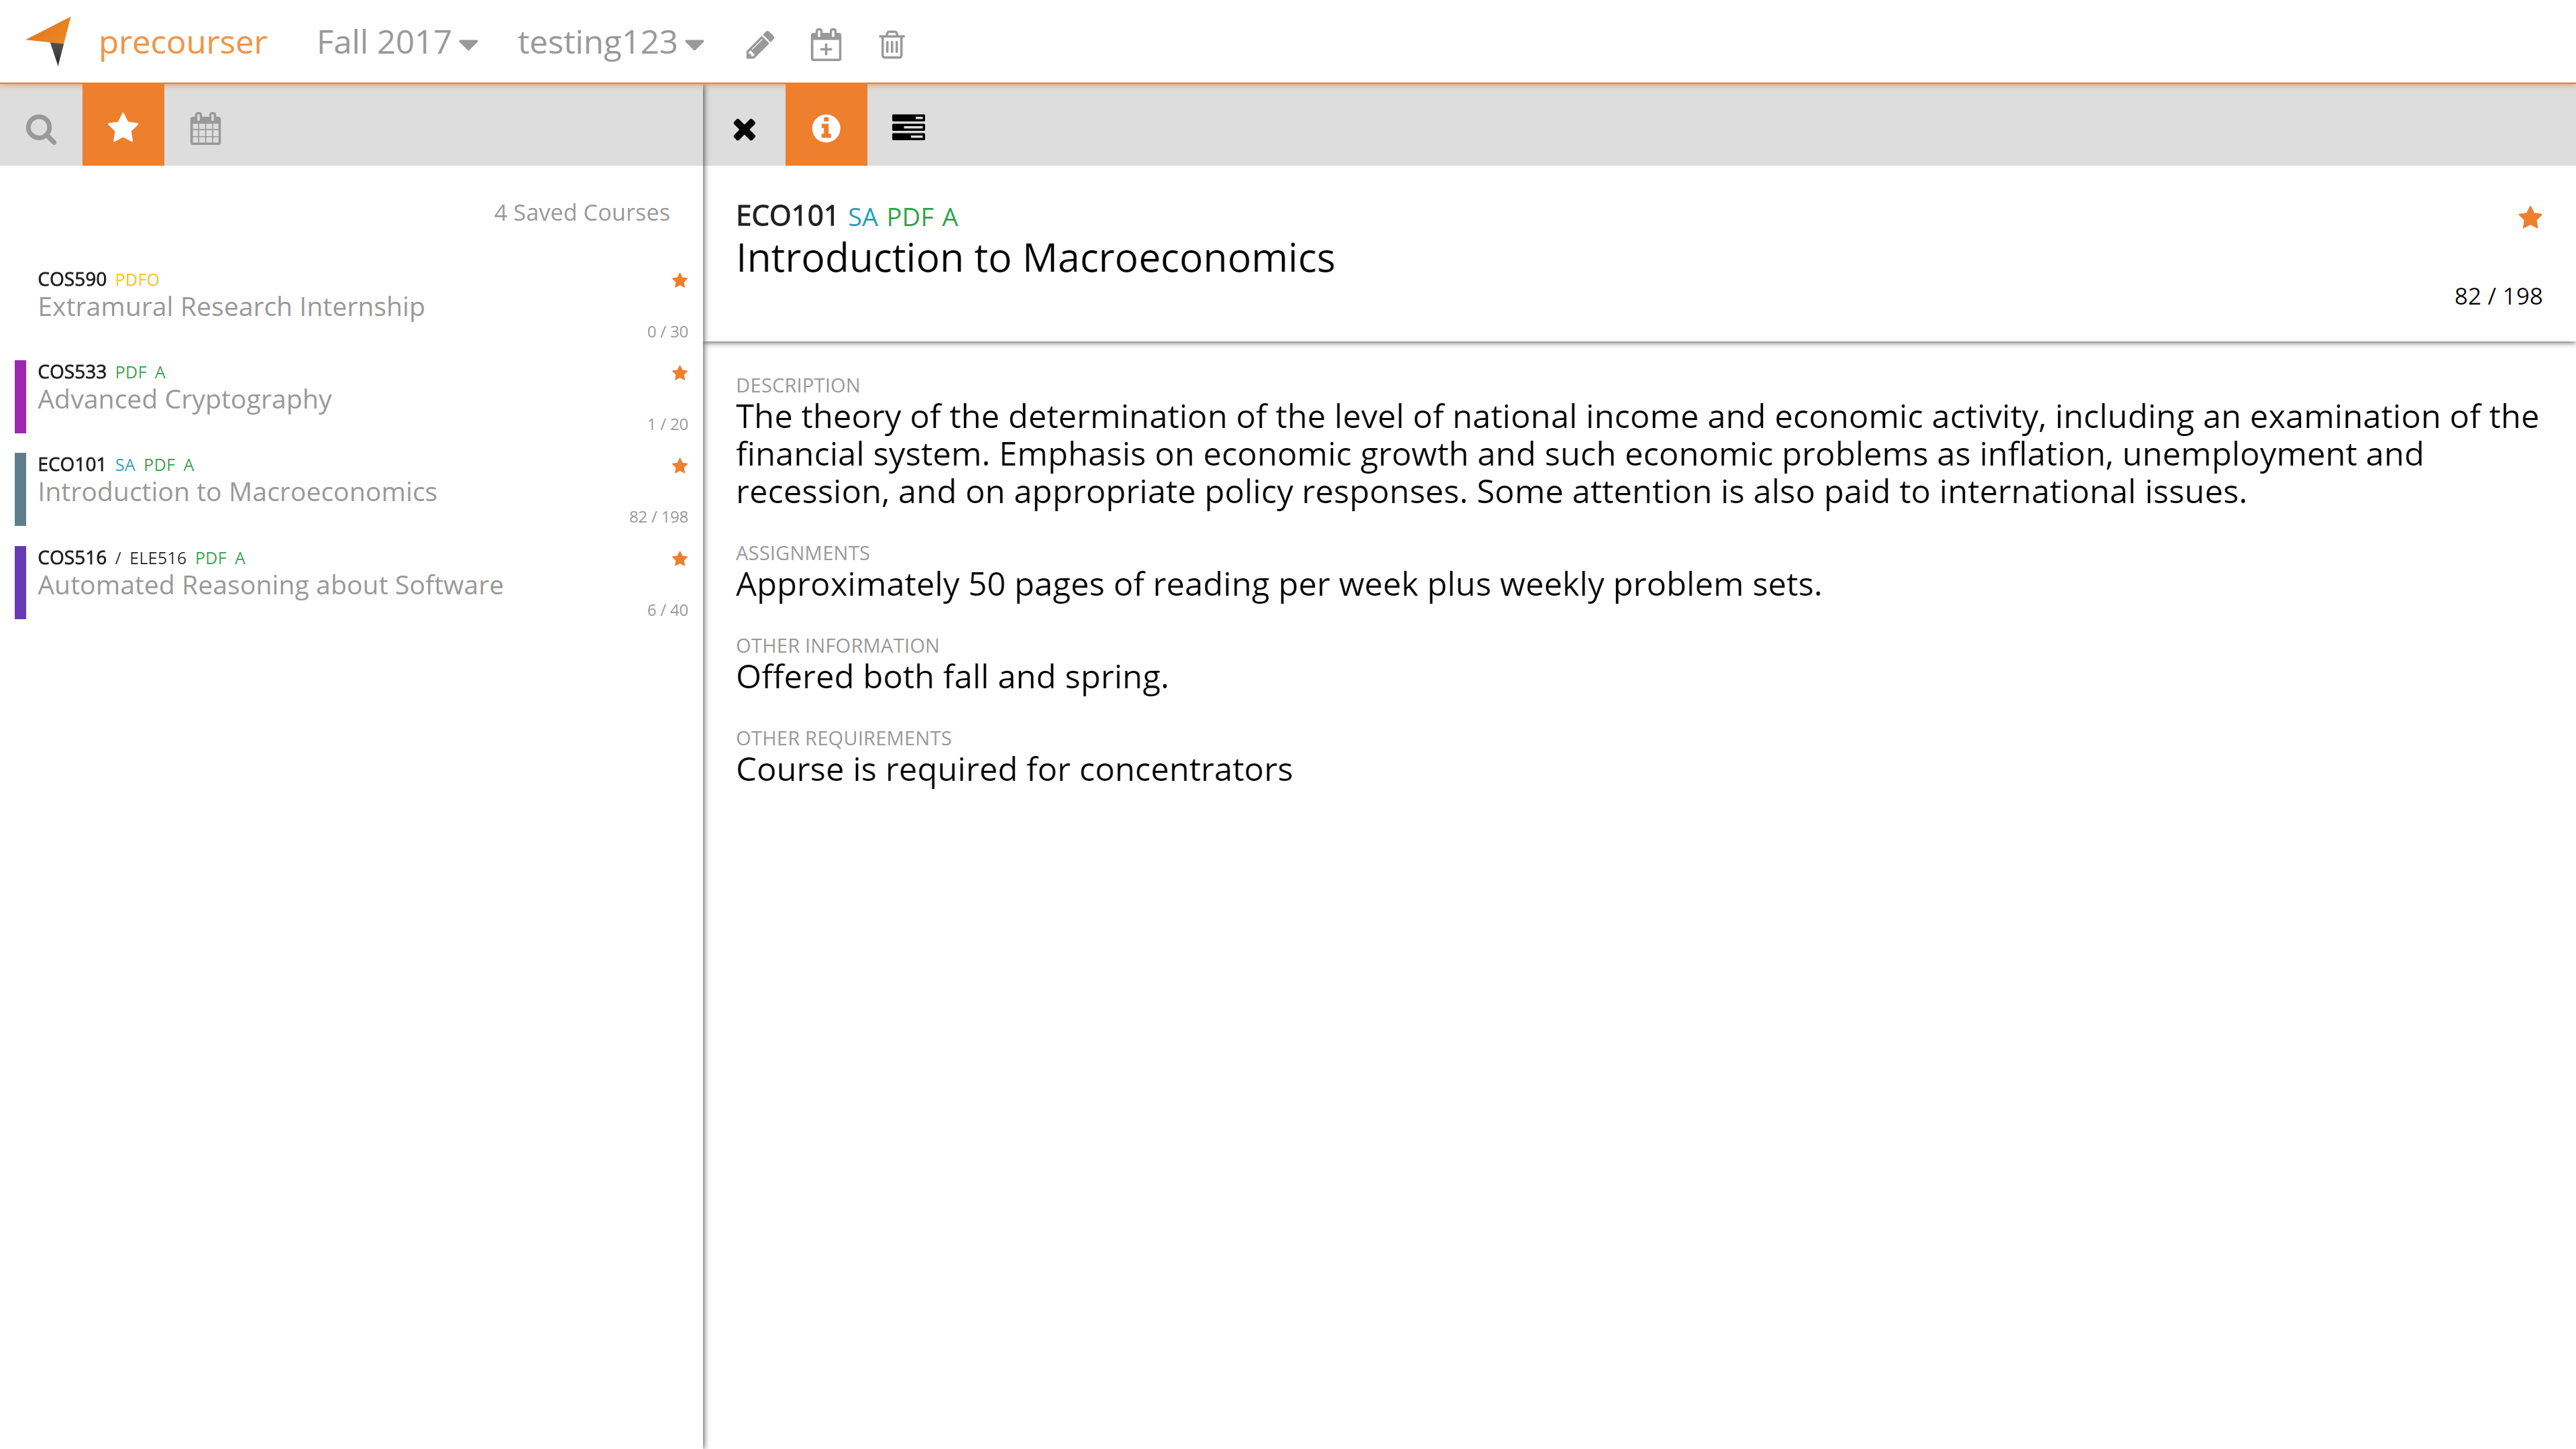 precourser Fall 2017 testing123
4 Saved Courses
COS590 PDFO
Extramural Research Internship
0 / 30
COS533 PDF A
Advanced Cryptography
1 / 20
ECO101 SA PDF A
Introduction to Macroeconomics
82 / 198
COS516 / ELE516 PDF A
Automated Reasoning about Software
6 / 40
ECO101 SA PDF A
Introduction to Macroeconomics
82 / 198
DESCRIPTION
The theory of the determination of the level of national income and economic activity, including an examination of the
financial system. Emphasis on economic growth and such economic problems as inflation, unemployment and
recession, and on appropriate policy responses. Some attention is also paid to international issues.
ASSIGNMENTS
Approximately 50 pages of reading per week plus weekly problem sets.
OTHER INFORMATION
Offered both fall and spring.
OTHER REQUIREMENTS
Course is required for concentrators